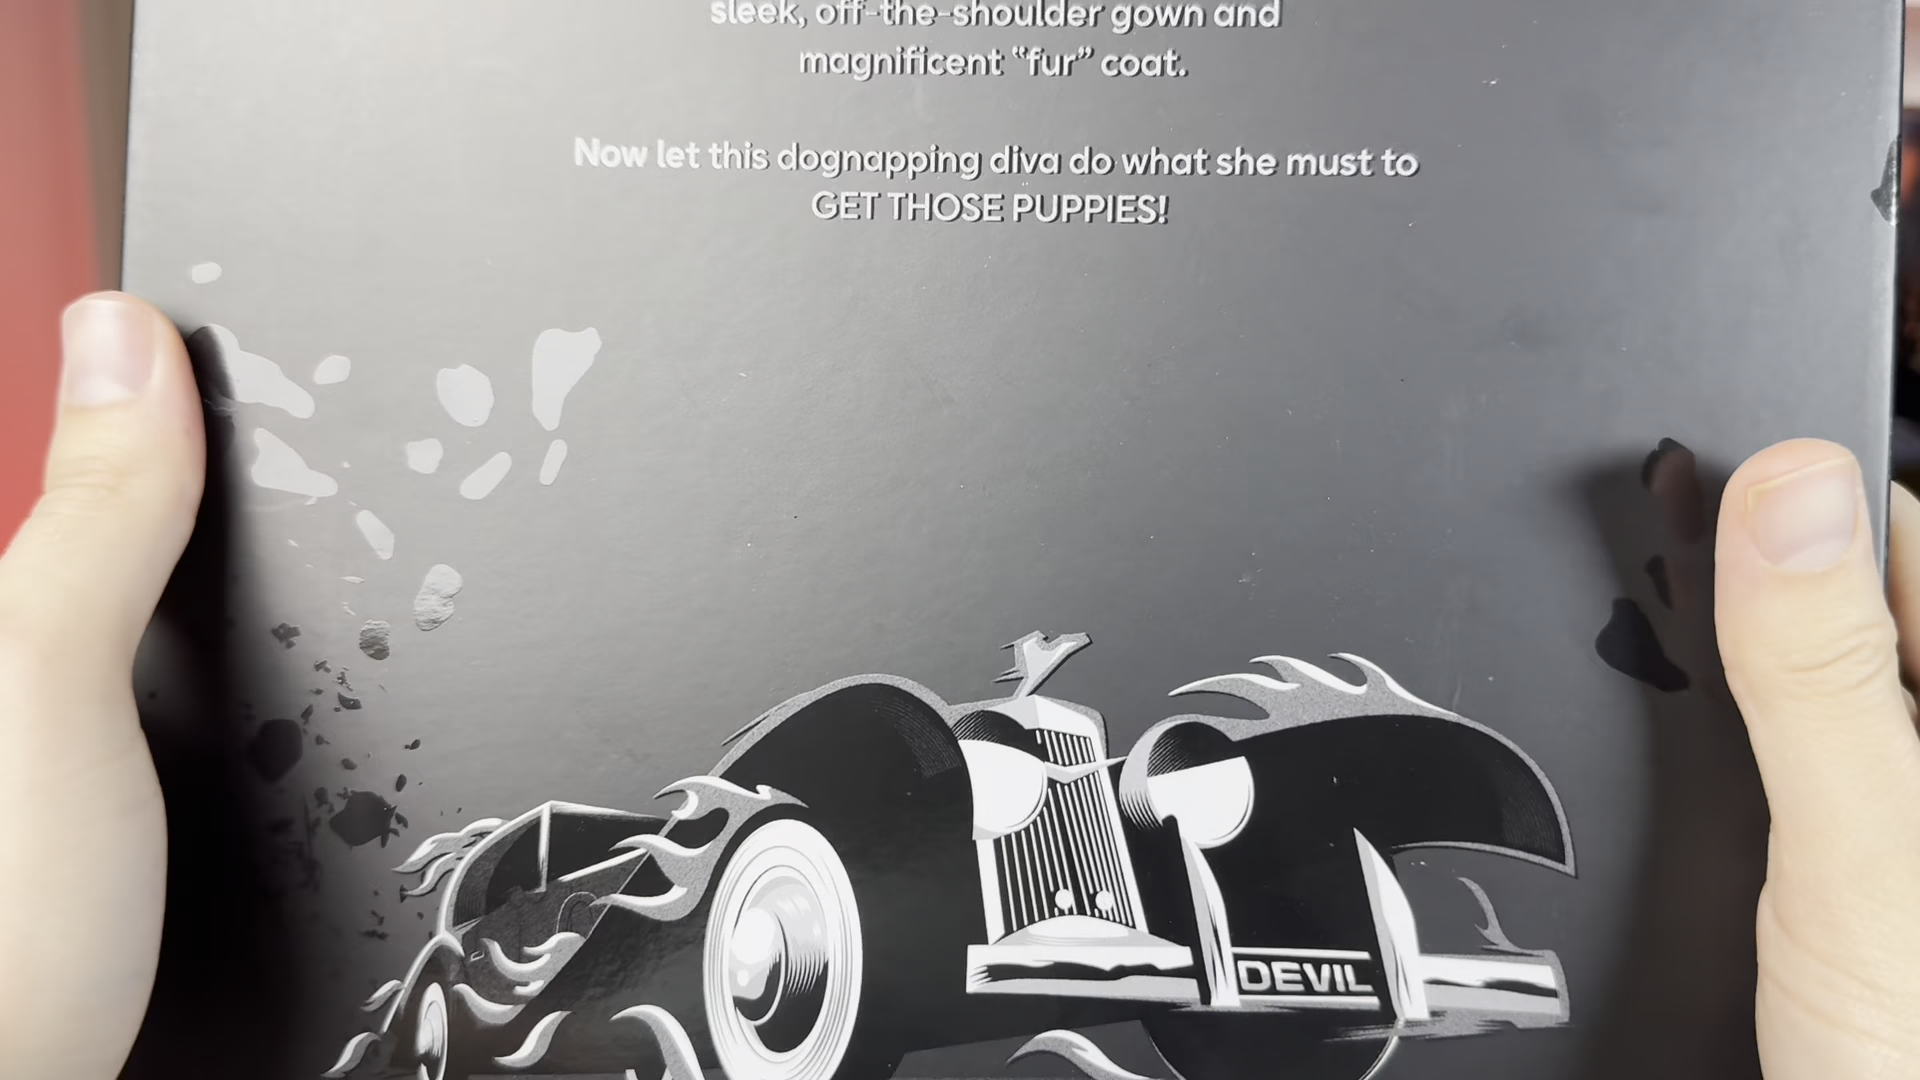 sleek, off-the-shoulder gown and
magnificent “fur” coat.
Now let this dognapping diva do what she must to
GET THOSE PUPPIES!
DEVIL